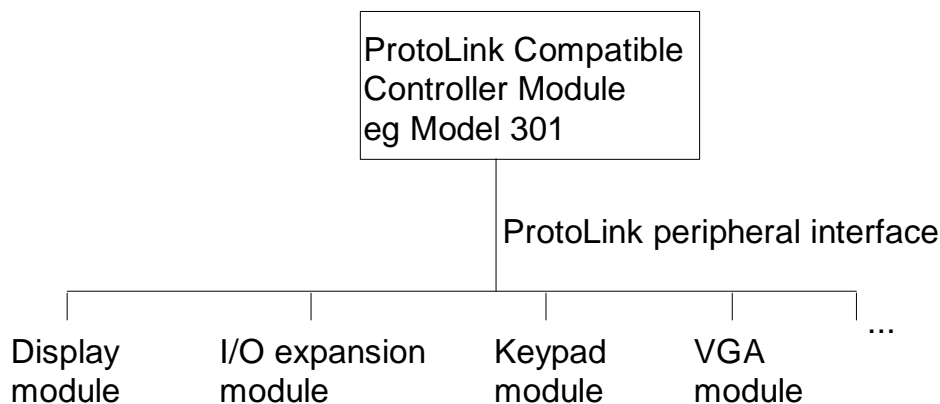 ProtoLink Compatible
Controller Module
eg Model 301
ProtoLink peripheral interface
...
Display
module
I/O expansion
module
Keypad
module
VGA
module